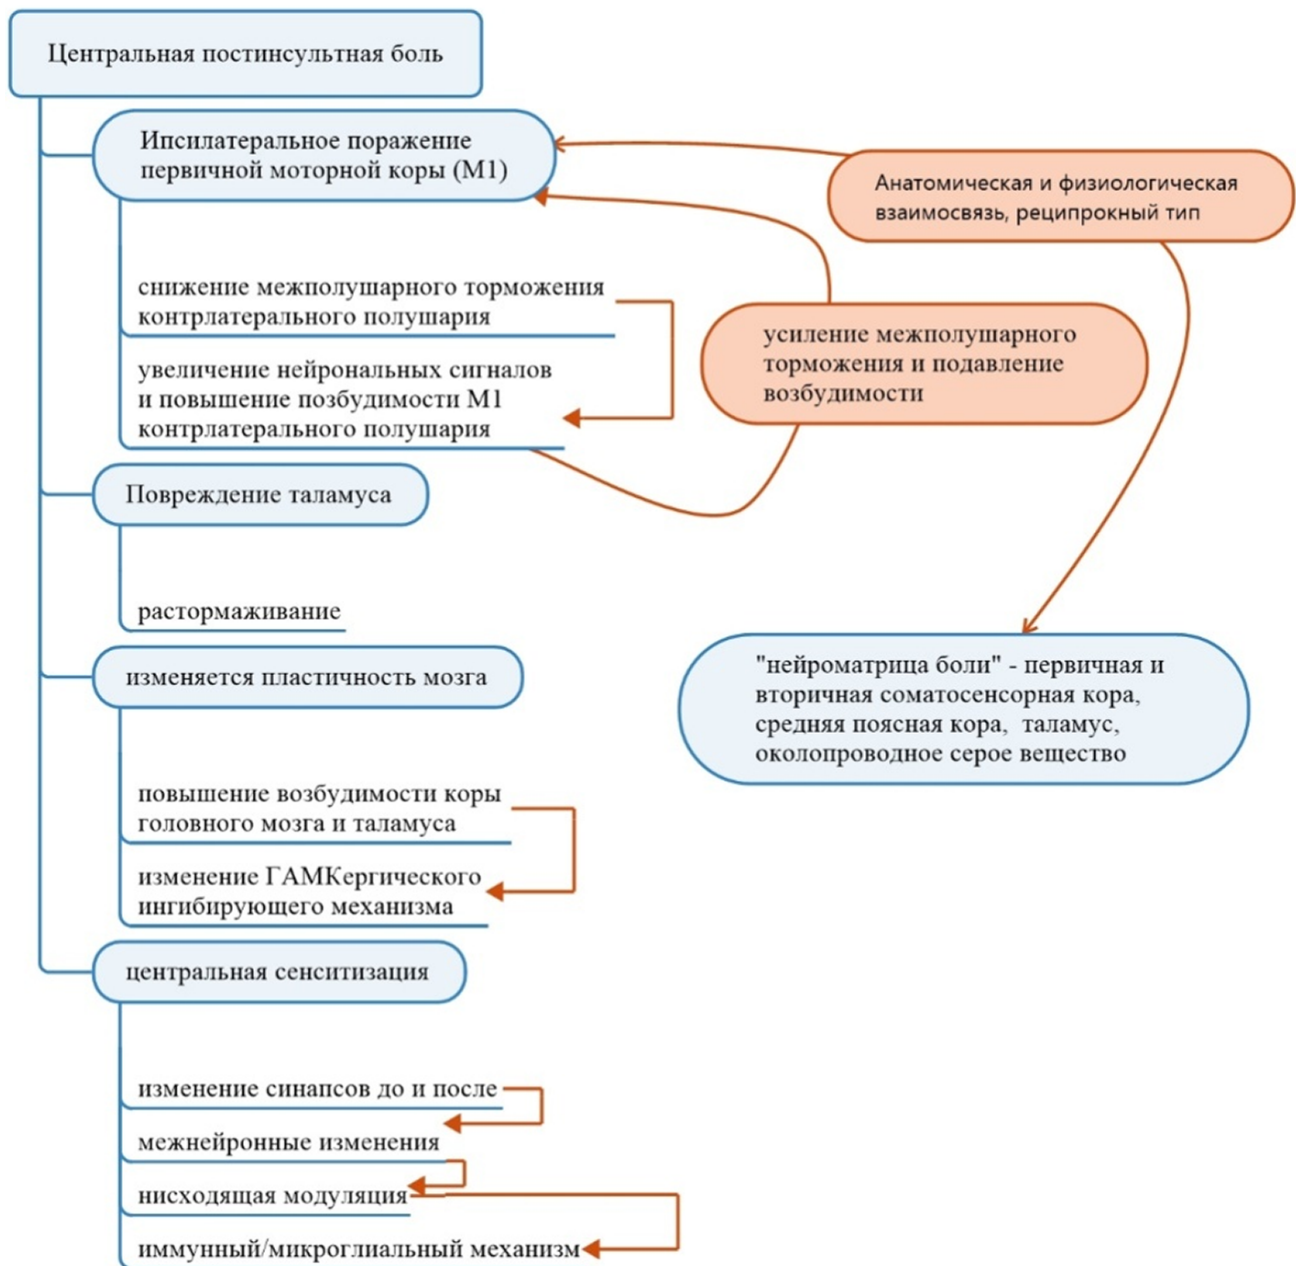 Центральная постинсультная боль
Ипсилатеральное поражение
первичной моторной коры (M1)
Анатомическая и физиологическая
взаимосвязь, реципрокный тип
снижение межполушарного торможения
контрлатерального полушария
усиление межполушарного
торможения и подавление
возбудимости
увеличение нейрональных сигналов
и повышение позбудимости M1
контрлатерального полушария
Повреждение таламуса
растормаживание
"нейроматрица боли" - первичная и
вторичная соматосенсорная кора,
средняя поясная кора, таламус,
околопроводное серое вещество
изменяется пластичность мозга
повышение возбудимости коры
головного мозга и таламуса
изменение ГАМКергического
ингибирующего механизма
центральная сенситизация
изменение синапсов до и после
межнейронные изменения
нисходящая модуляция
иммунный/микроглиальный механизм